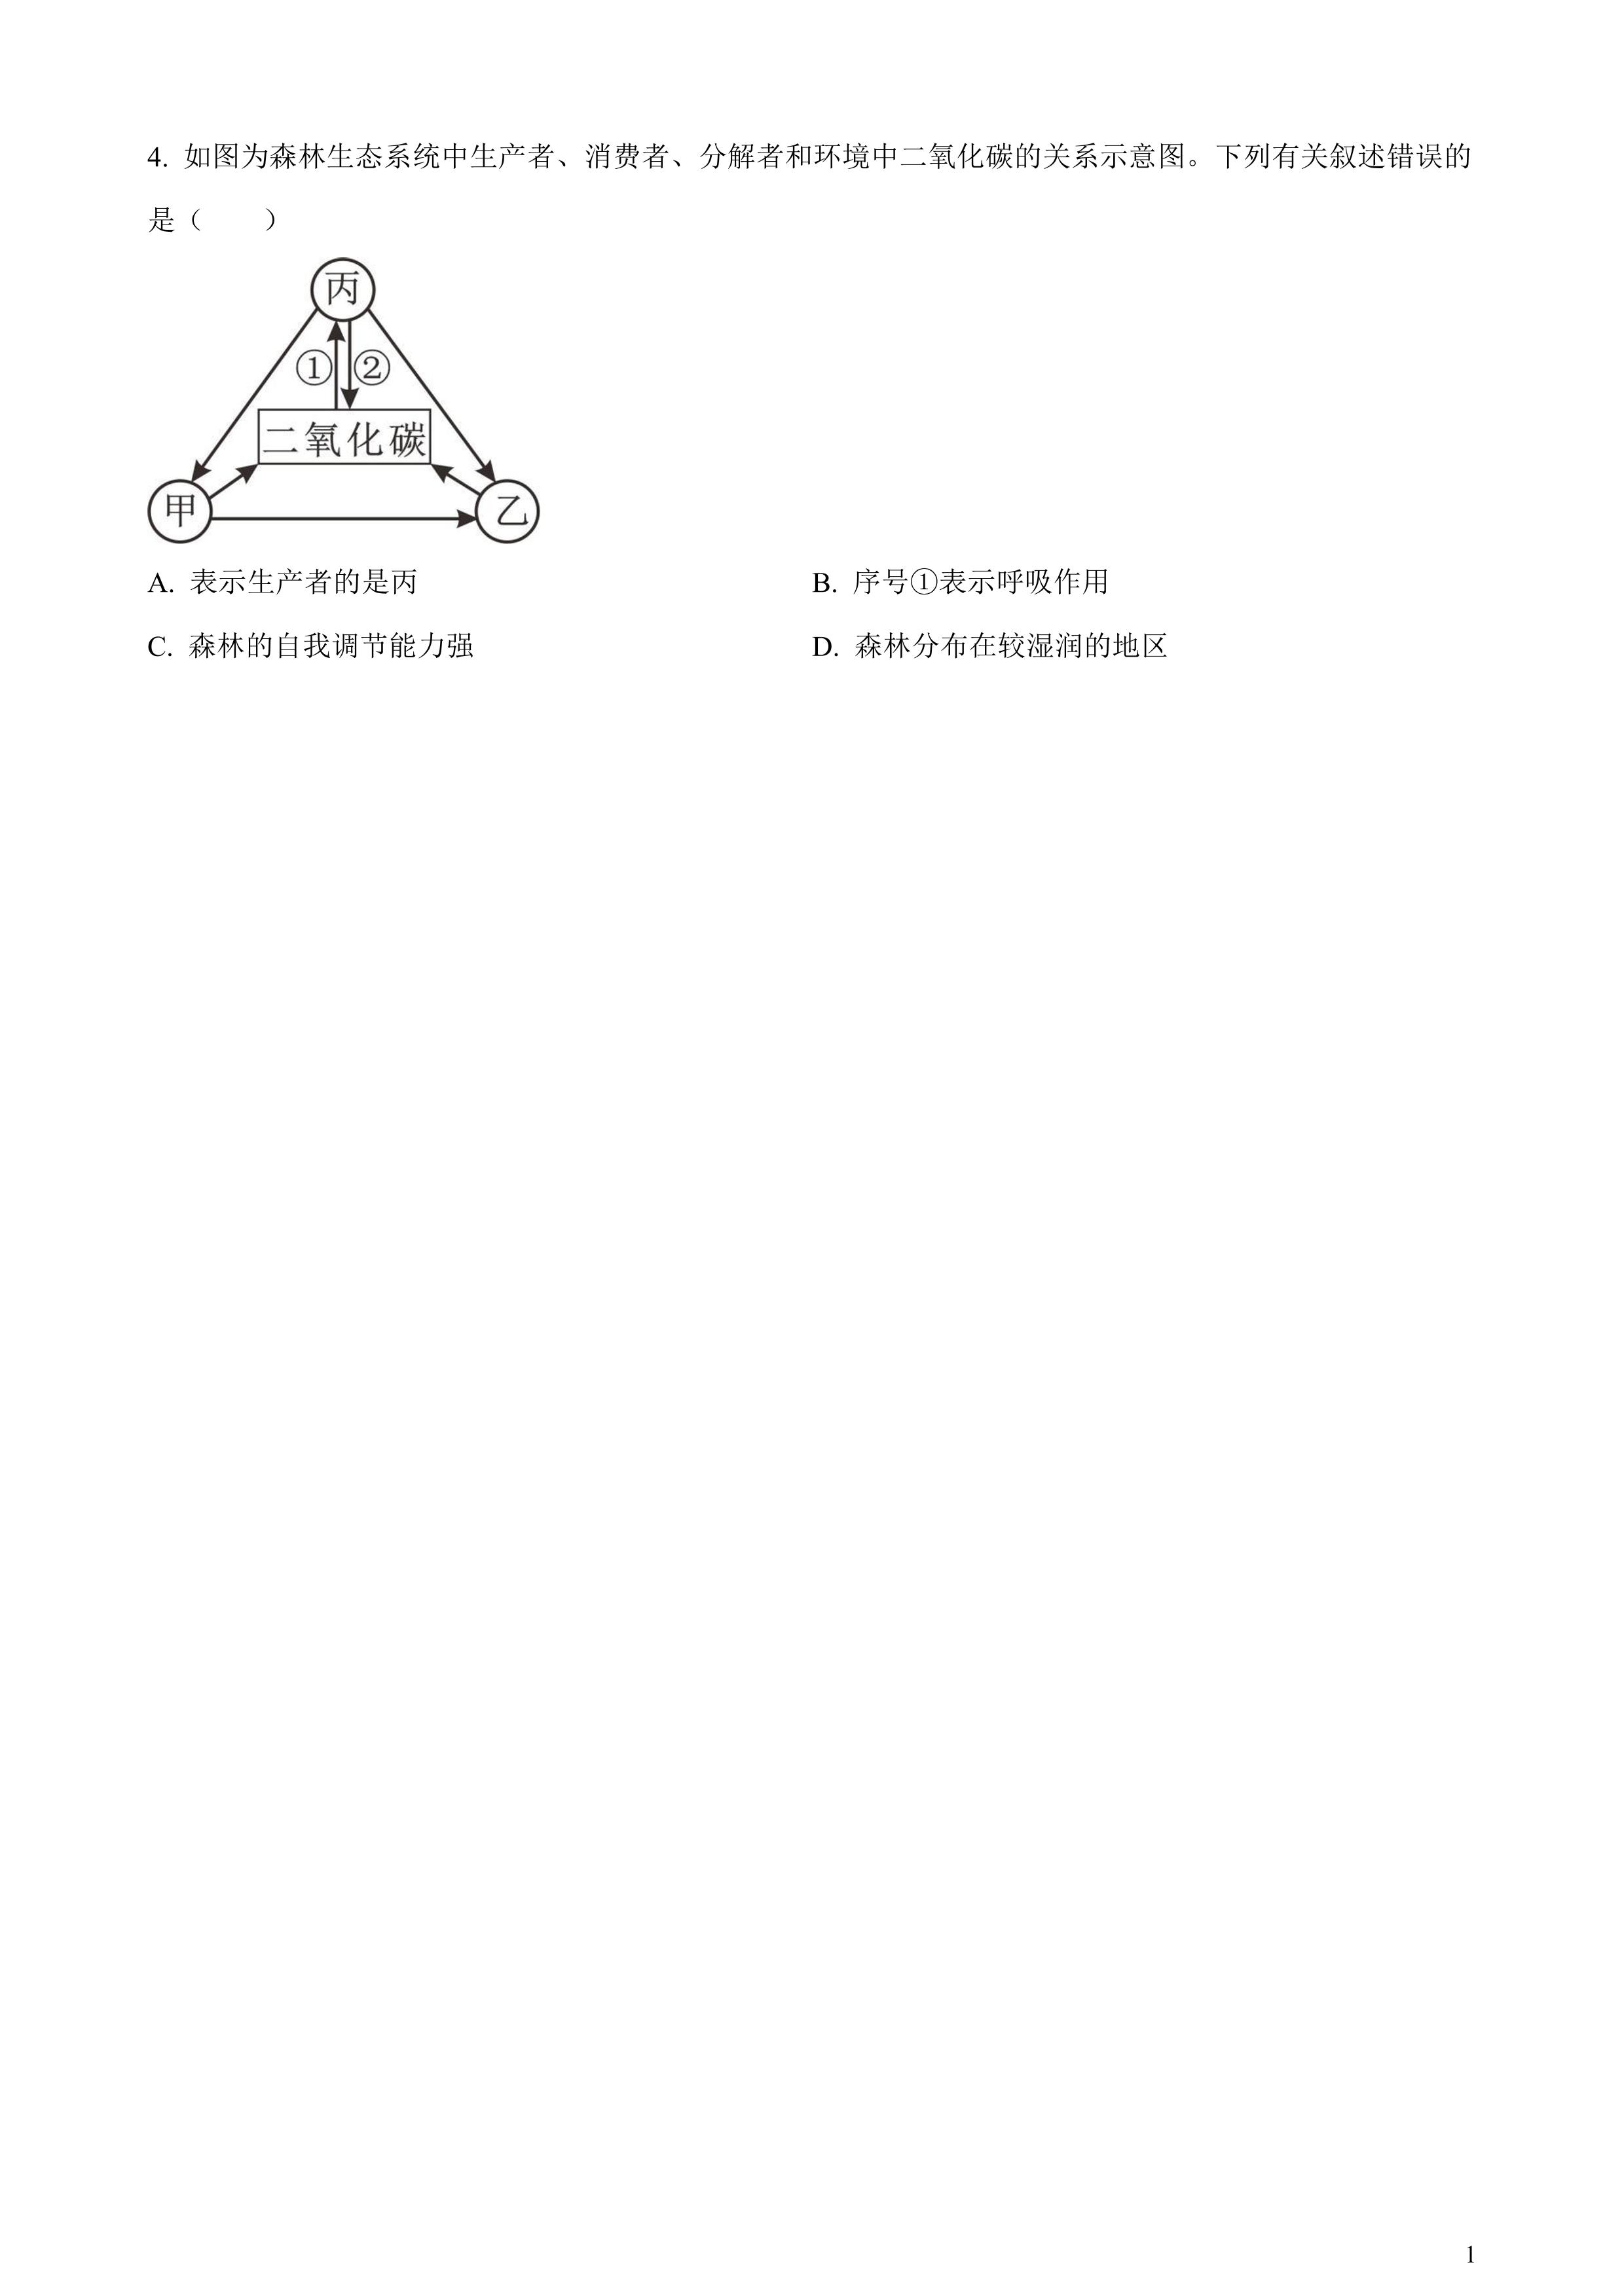 4. 如图为森林生态系统中生产者、消费者、分解者和环境中二氧化碳的关系示意图。下列有关叙述错误的
是（　　）
丙
① ②
二氧化碳
甲 乙
A. 表示生产者的是丙 B. 序号①表示呼吸作用
C. 森林的自我调节能力强 D. 森林分布在较湿润的地区
1